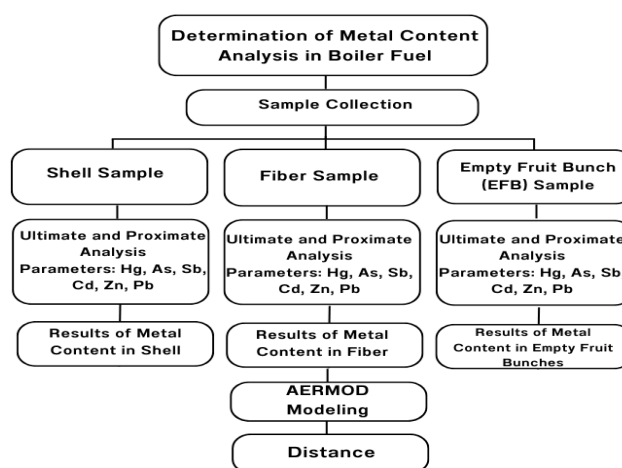 Determination of Metal Content
Analysis in Boiler Fuel
Sample Collection
Shell Sample
Fiber Sample
Empty Fruit Bunch
(EFB) Sample
Ultimate and Proximate
Analysis
Parameters: Hg, As, Sb,
Cd, Zn, Pb
Ultimate and Proximate
Analysis
Parameters: Hg, As, Sb,
Cd, Zn, Pb
Ultimate and Proximate
Analysis
Parameters: Hg, As, Sb,
Cd, Zn, Pb
Results of Metal
Content in Shell
Results of Metal
Content in Fiber
Results of Metal
Content in Empty Fruit
Bunches
AERMOD
Modeling
Distance